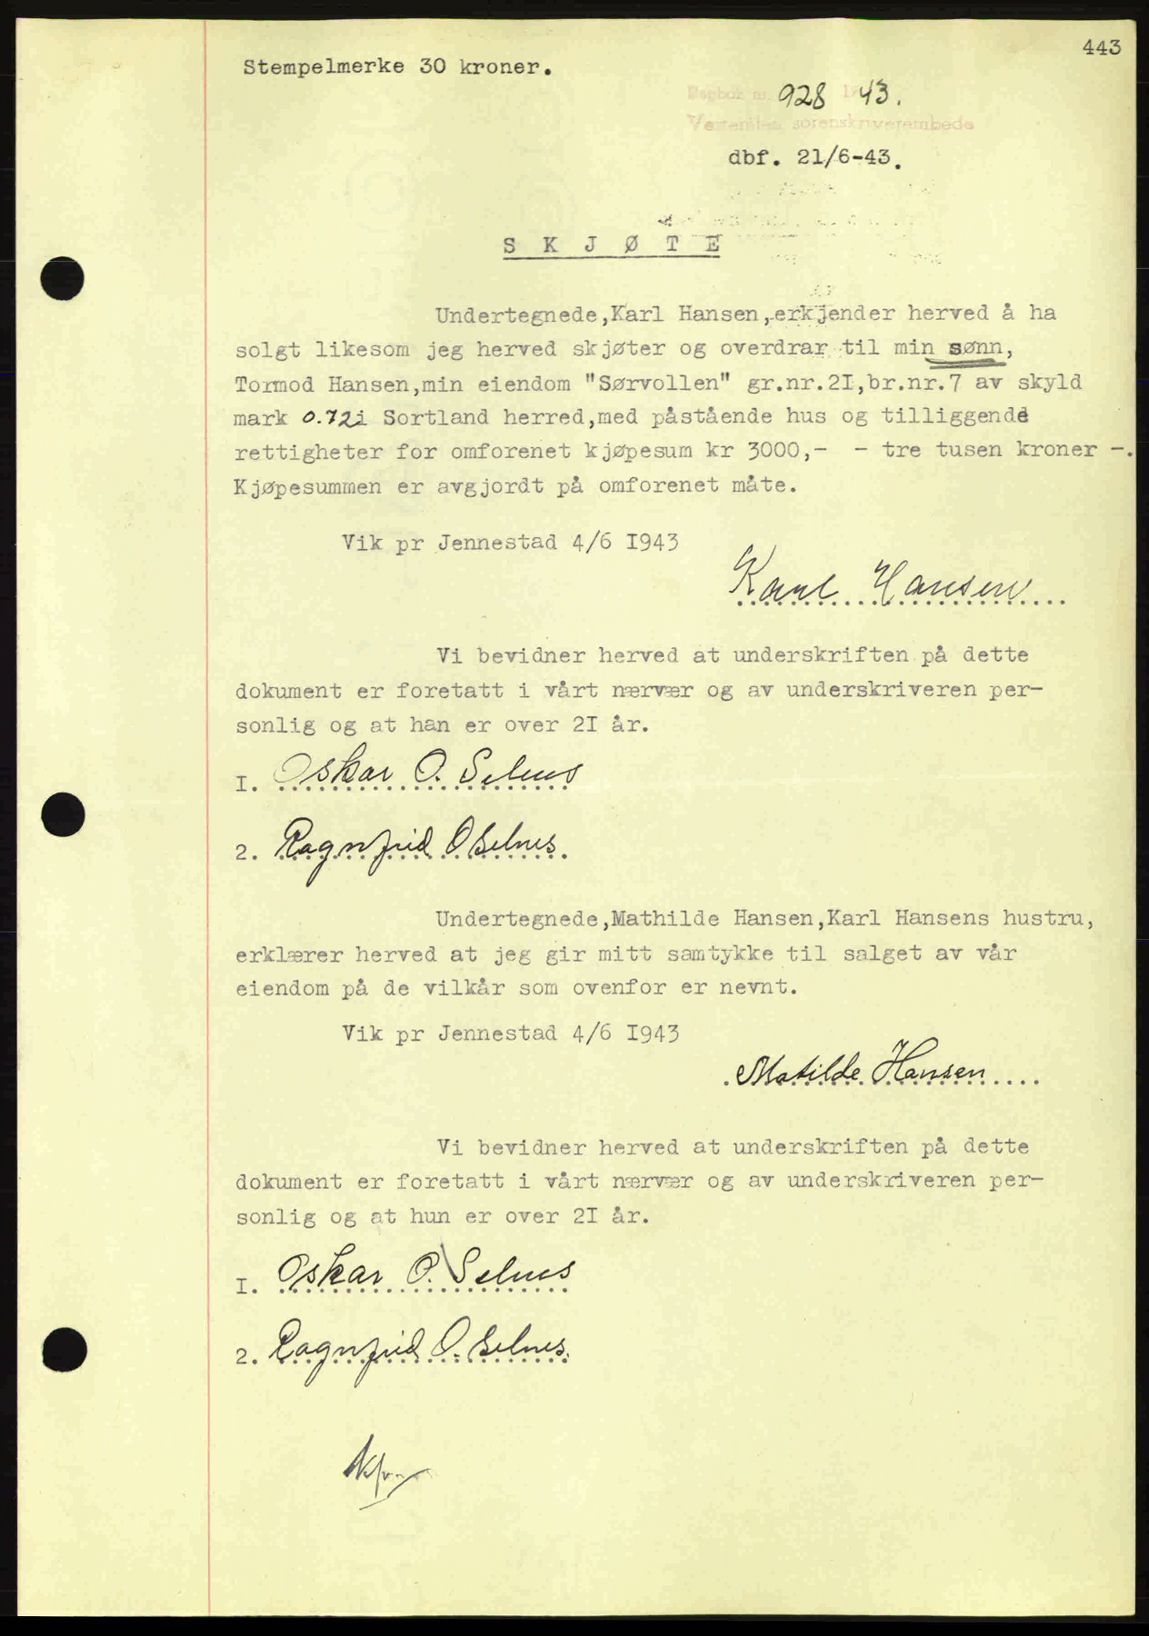 443
Stempelmerke 30 kroner.
Dagbok nr. 928 1943.
Vesterålen sorenskriverembede
dbf. 21/6-43.
S K J Ø T E
Undertegnede,Karl Hansen,erkjender herved å ha
solgt likesom jeg herved skjøter og overdrar til min sønn,
Tormod Hansen,min eiendom "Sørvollen" gr.nr.2I,br.nr.7 av skyld
mark 0.72i Sortland herred,med påstående hus og tilliggende
rettigheter for omforenet kjøpesum kr 3000,- - tre tusen kroner -.
Kjøpesummen er avgjordt på omforenet måte.
Vik pr Jennestad 4/6 I943
Karl Hansen
Vi bevidner herved at underskriften på dette
dokument er foretatt i vårt nærvær og av underskriveren per-
sonlig og at han er over 2I år.
I. Oskar O. Selnes
2. Ragnfrid O Selnes.
Undertegnede,Mathilde Hansen,Karl Hansens hustru,
erklærer herved at jeg gir mitt samtykke til salget av vår
eiendom på de vilkår som ovenfor er nevnt.
Vik pr Jennestad 4/6 I943
Matilde Hansen
Vi bevidner herved at underskriften på dette
dokument er foretatt i vårt nærvær og av underskriveren per-
sonlig og at hun er over 2I år.
I. Oskar O. Selnes
2. Ragnfrid O. Selnes.